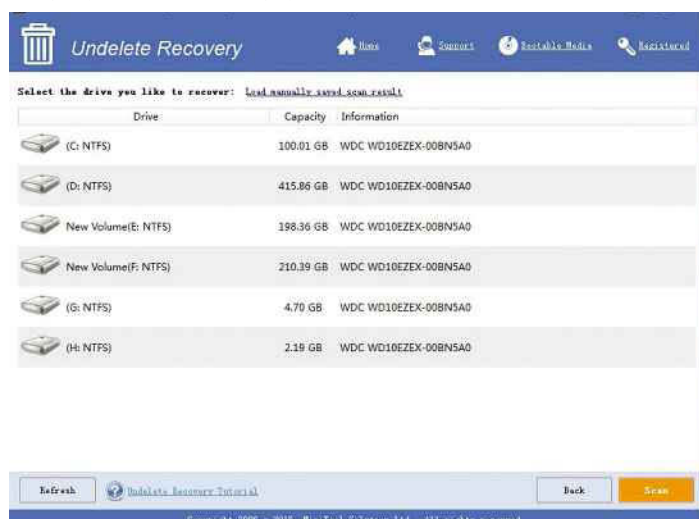 Undelete Recovery Home Support Bootable Media Registered
Select the drive you like to recover: Load manually saved scan result
Drive Capacity Information
(C: NTFS) 100.01 GB WDC WD10EZEX-00BN5A0
(D: NTFS) 415.86 GB WDC WD10EZEX-00BN5A0
New Volume(E: NTFS) 198.36 GB WDC WD10EZEX-00BN5A0
New Volume(F: NTFS) 210.39 GB WDC WD10EZEX-00BN5A0
(G: NTFS) 4.70 GB WDC WD10EZEX-00BN5A0
(H: NTFS) 2.19 GB WDC WD10EZEX-00BN5A0
Refresh Undelete Recovery Tutorial Back Scan